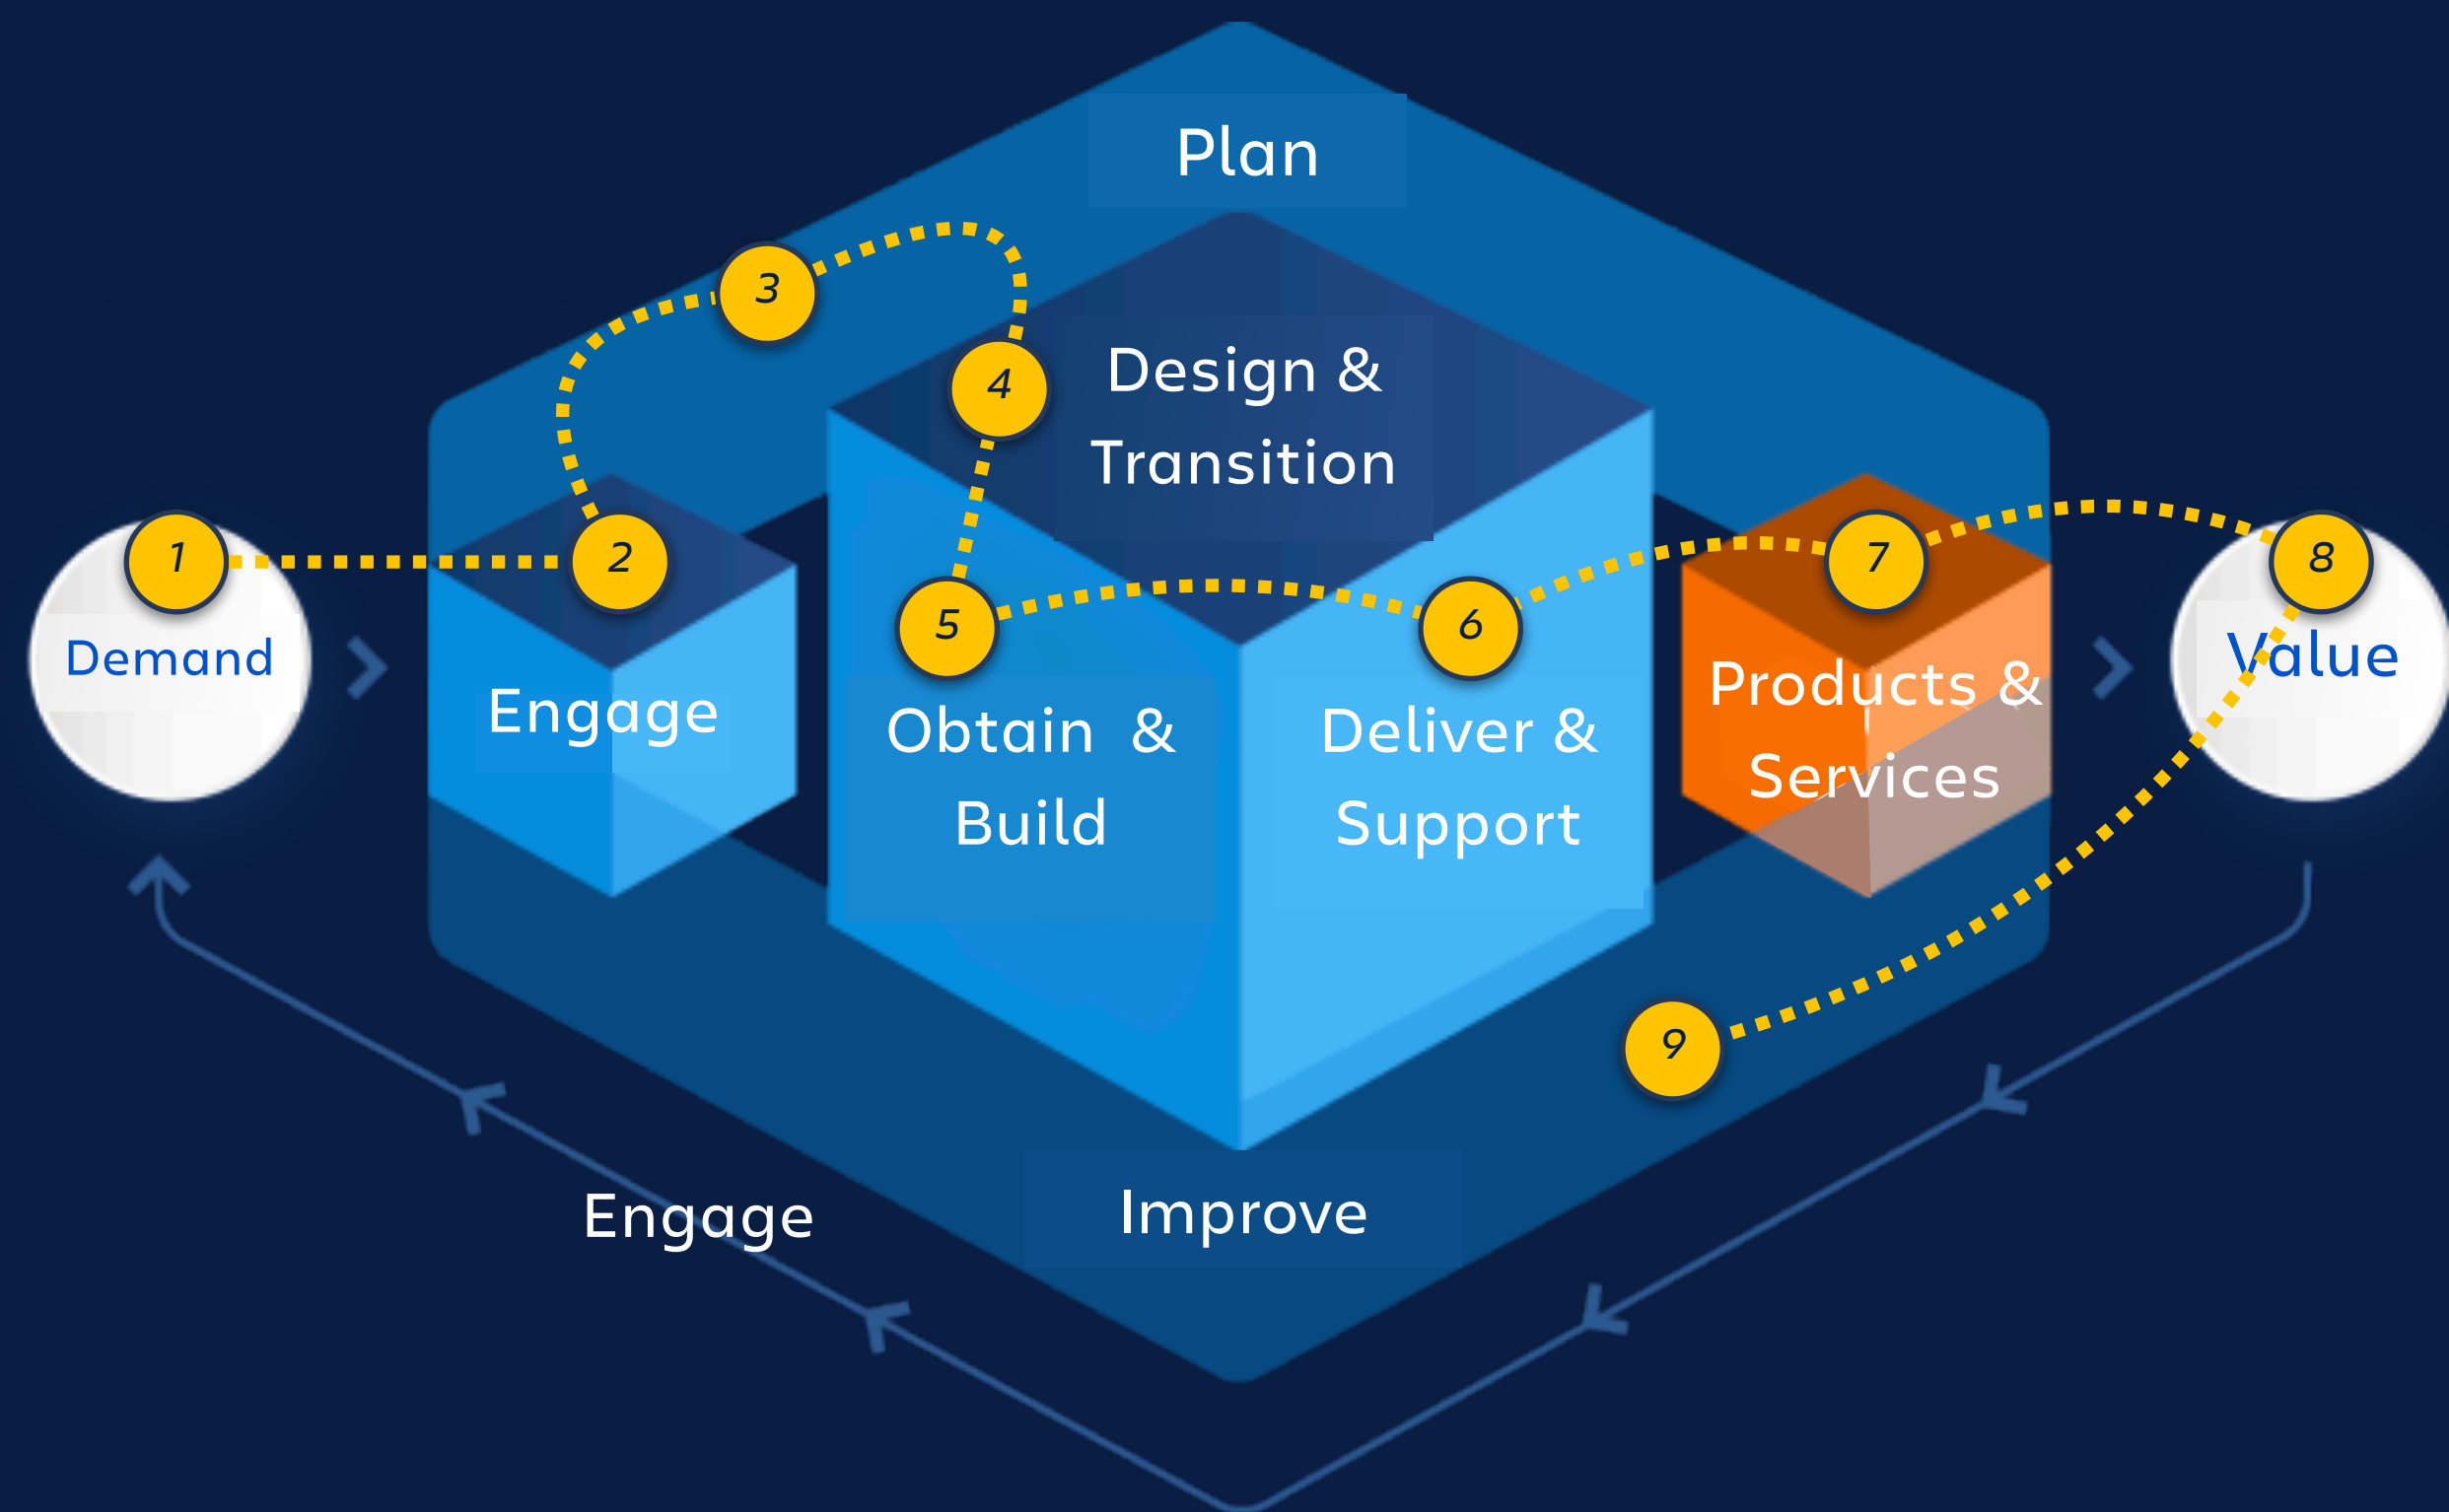 Plan
3
4
Design &
Transition
1
2
5
6
7
8
Demand
Engage
Obtain &
Build
Deliver &
Support
Products &
Services
Value
9
Engage
Improve